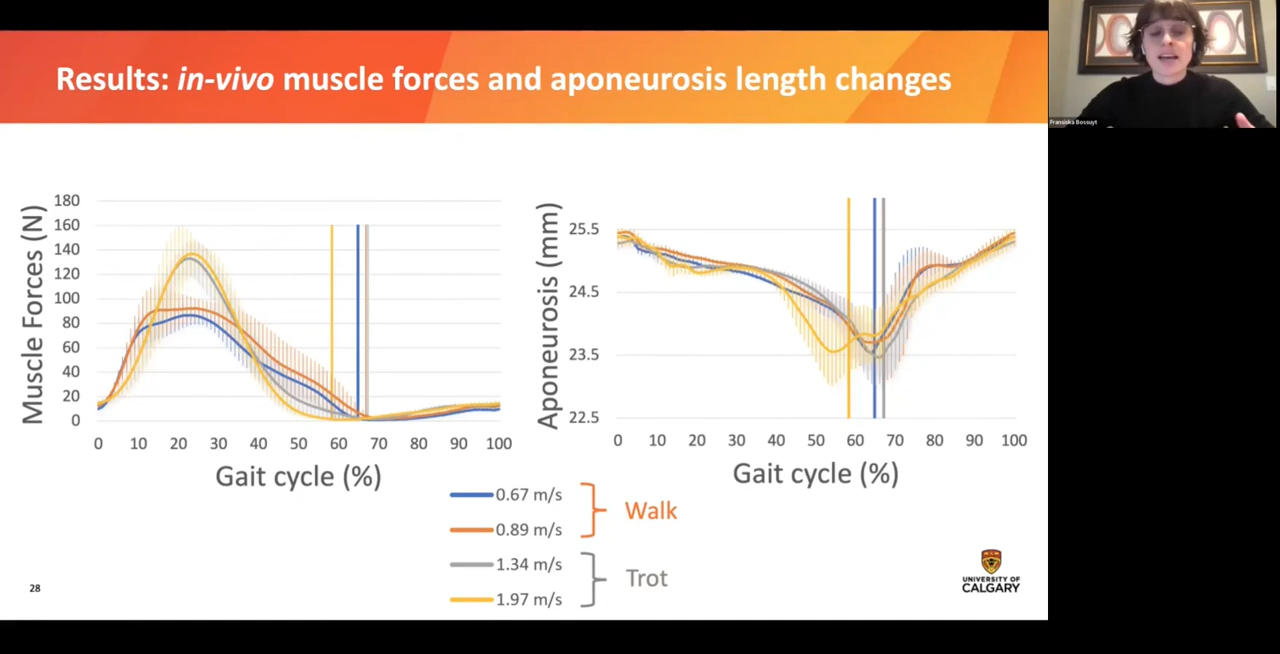 Results: in-vivo muscle forces and aponeurosis length changes
Fransiska Bossuyt
Muscle Forces (N)
180
160
140
120
100
80
60
40
20
0
0 10 20 30 40 50 60 70 80 90 100
Gait cycle (%)
Aponeurosis (mm)
25.5
24.5
23.5
22.5
0 10 20 30 40 50 60 70 80 90 100
Gait cycle (%)
0.67 m/s
0.89 m/s
Walk
1.34 m/s
1.97 m/s
Trot
28
UNIVERSITY OF
CALGARY